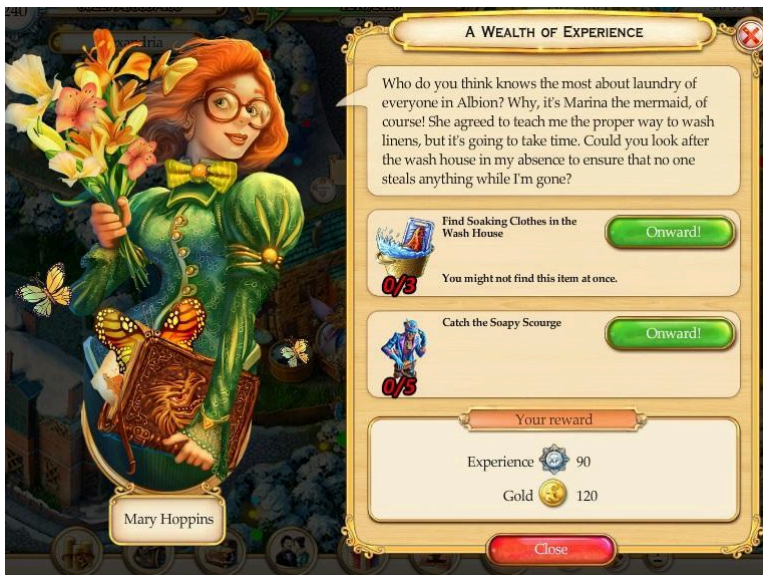 240
A Wealth of Experience
Who do you think knows the most about laundry of
everyone in Albion? Why, it's Marina the mermaid, of
course! She agreed to teach me the proper way to wash
linens, but it's going to take time. Could you look after
the wash house in my absence to ensure that no one
steals anything while I'm gone?
Find Soaking Clothes in the
Wash House
Onward!
0/3
You might not find this item at once.
Catch the Soapy Scourge
Onward!
0/5
Your reward
Experience XP 90
Gold 120
Mary Hoppins
Close